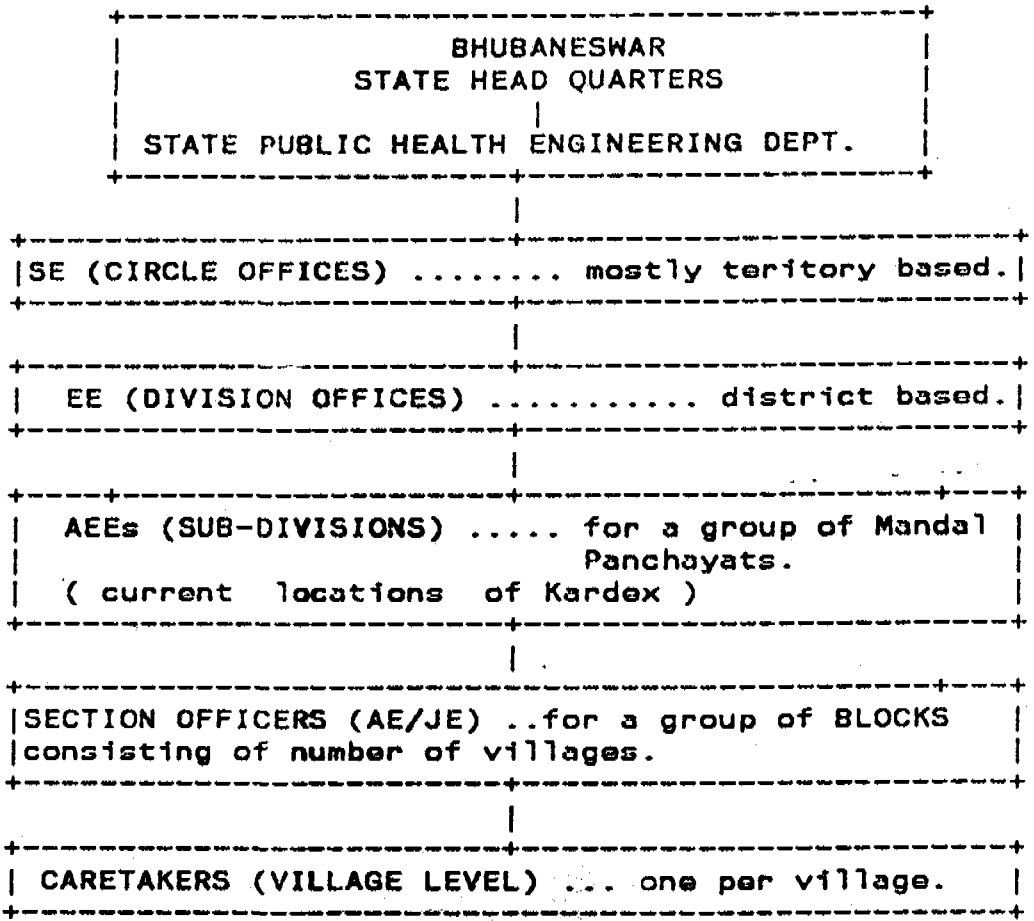 BHUBANESWAR
STATE HEAD QUARTERS
STATE PUBLIC HEALTH ENGINEERING DEPT.
SE (CIRCLE OFFICES) ........ mostly teritory based.
EE (DIVISION OFFICES) ........... district based.
AEEs (SUB-DIVISIONS) ..... for a group of Mandal
Panchayats.
( current locations of Kardex )
SECTION OFFICERS (AE/JE) ..for a group of BLOCKS
consisting of number of villages.
CARETAKERS (VILLAGE LEVEL) ... one per village.